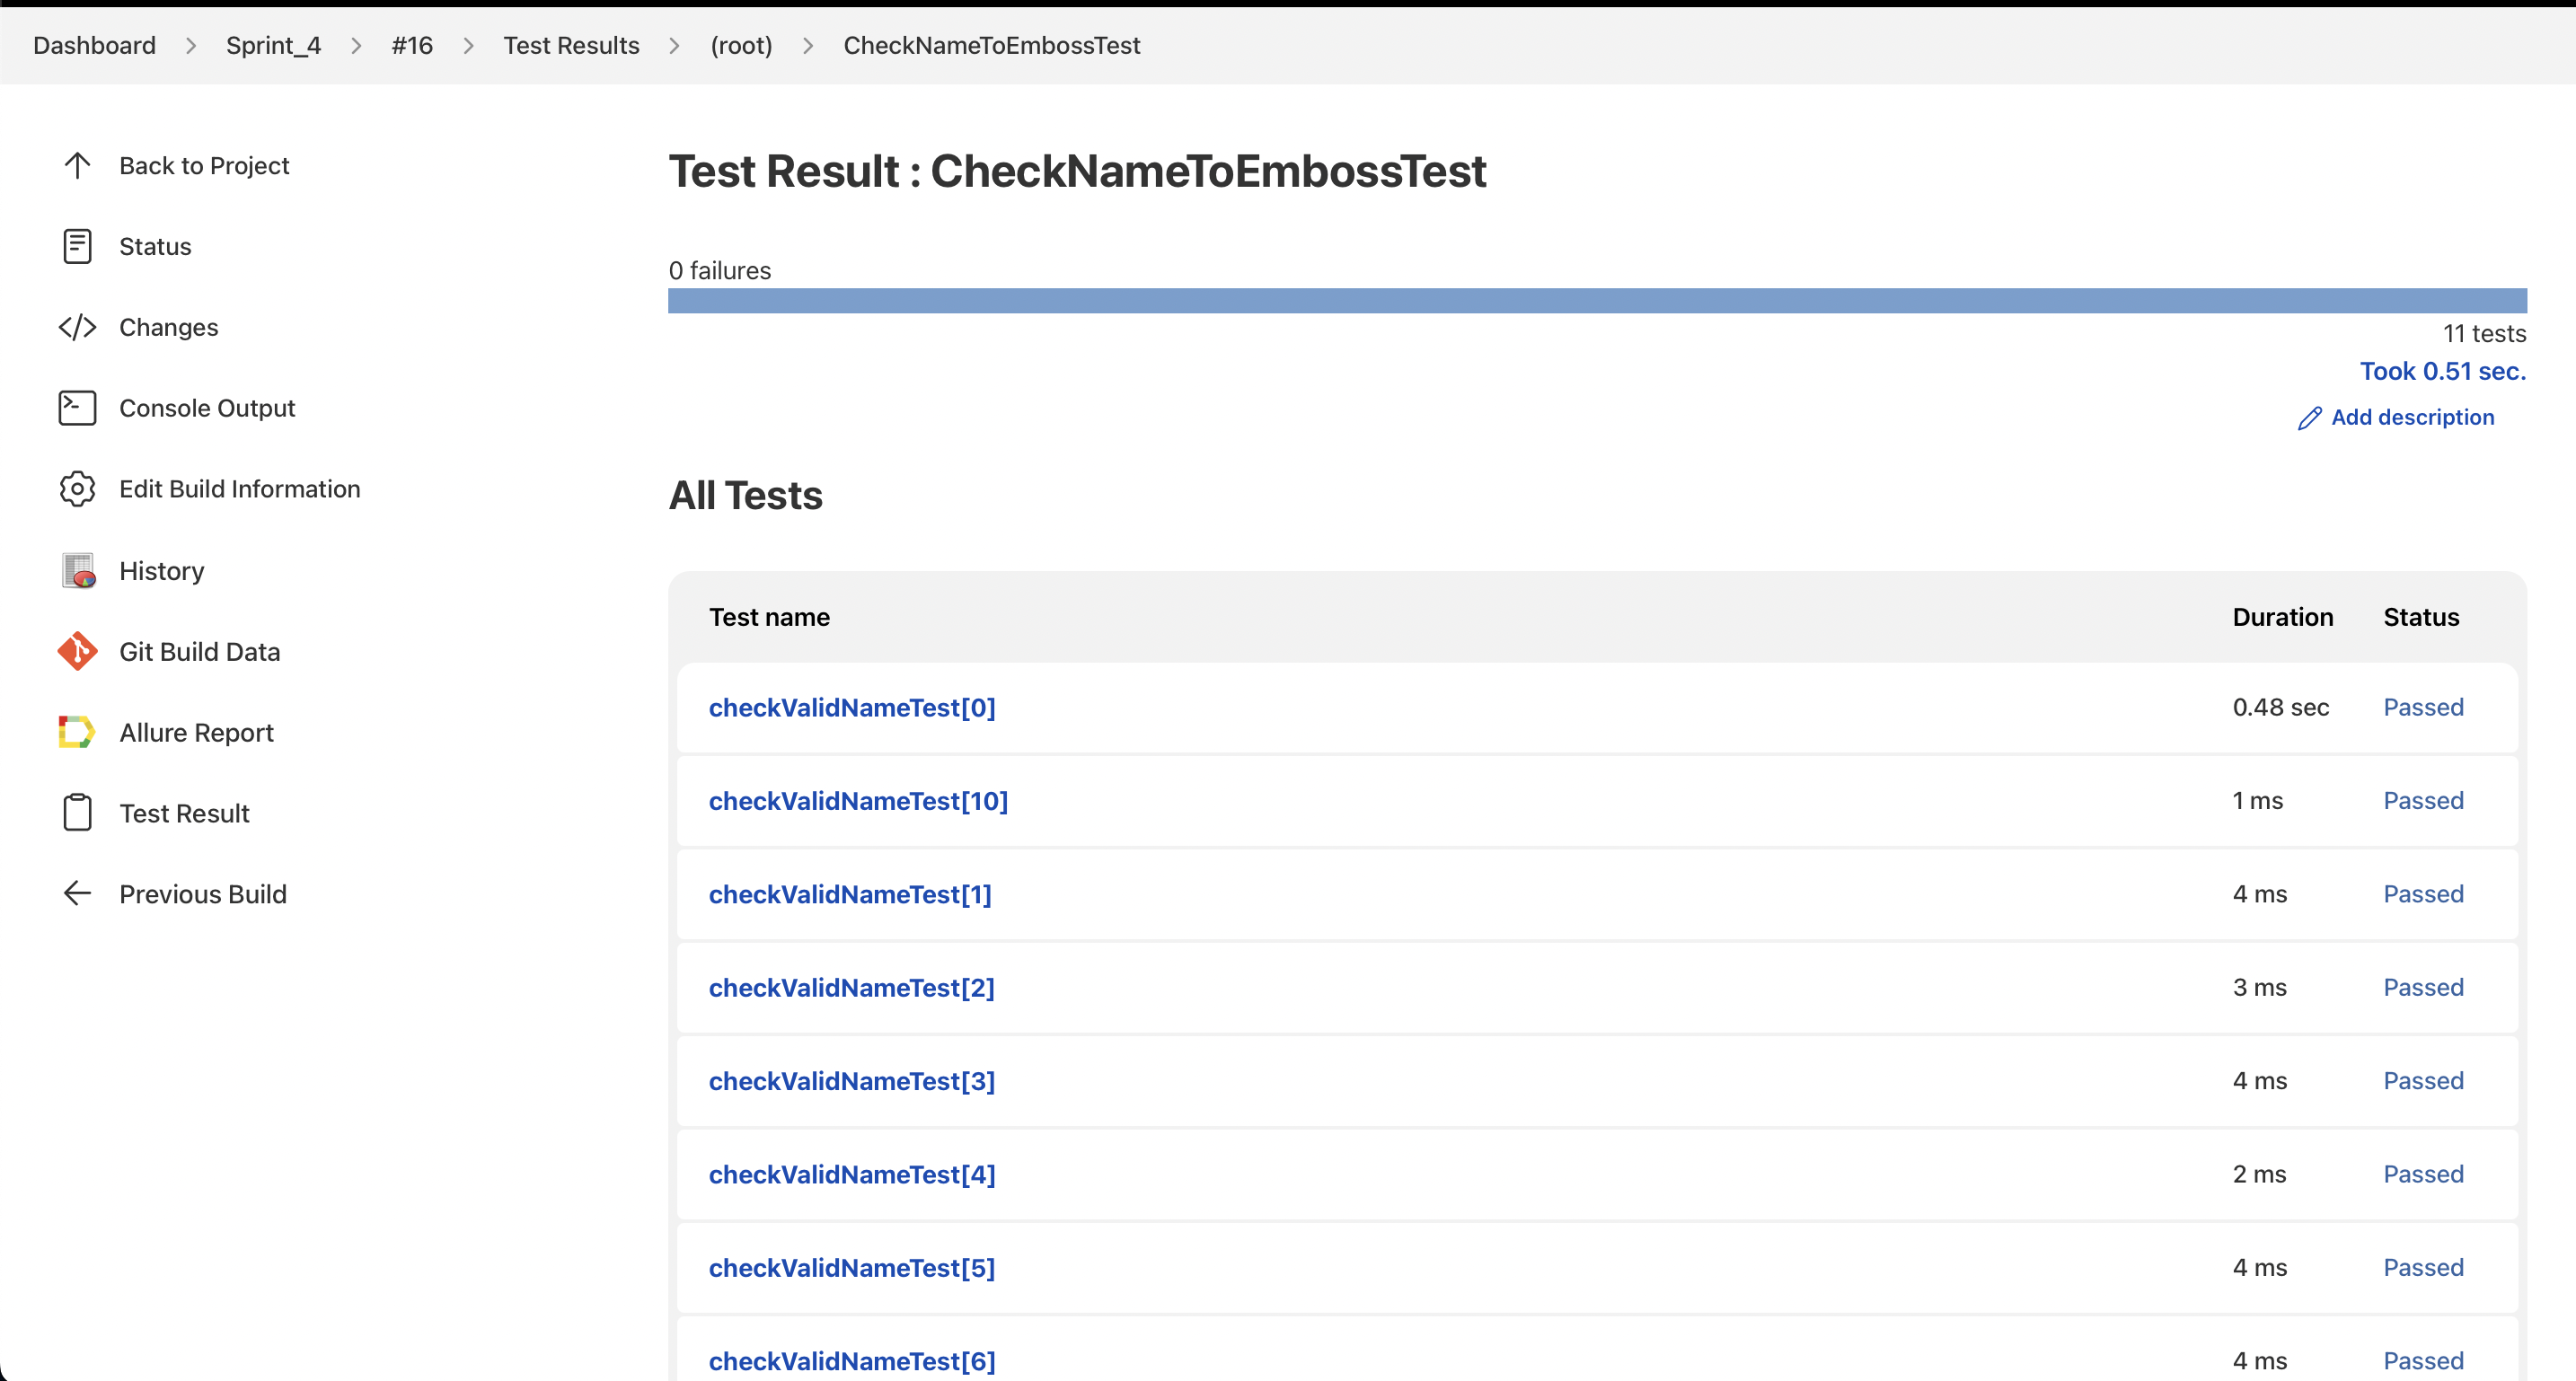 Dashboard > Sprint_4 > #16 > Test Results > (root) > CheckNameToEmbossTest
Back to Project
Status
Changes
Console Output
Edit Build Information
History
Git Build Data
Allure Report
Test Result
Previous Build
Test Result : CheckNameToEmbossTest
0 failures
11 tests
Took 0.51 sec.
Add description
All Tests
Test name Duration Status
checkValidNameTest[0] 0.48 sec Passed
checkValidNameTest[10] 1 ms Passed
checkValidNameTest[1] 4 ms Passed
checkValidNameTest[2] 3 ms Passed
checkValidNameTest[3] 4 ms Passed
checkValidNameTest[4] 2 ms Passed
checkValidNameTest[5] 4 ms Passed
checkValidNameTest[6] 4 ms Passed